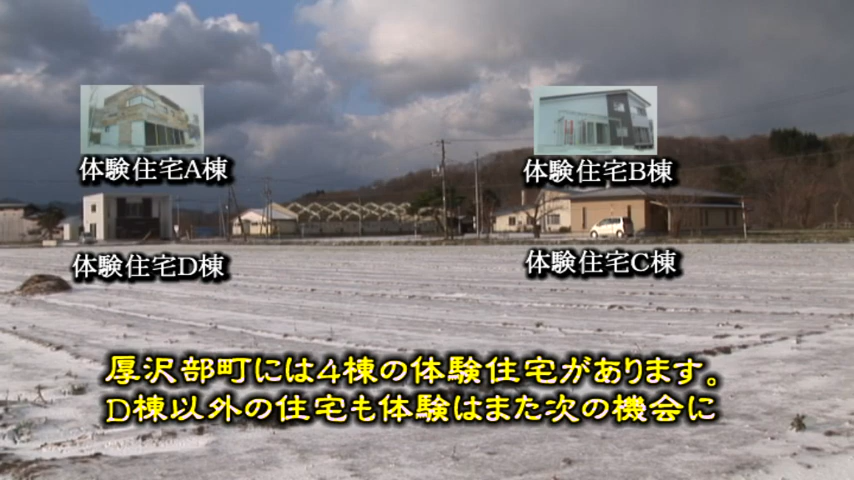 体験住宅A棟
体験住宅B棟
体験住宅D棟
体験住宅C棟
厚沢部町には4棟の体験住宅があります。
D棟以外の住宅も体験はまた次の機会に